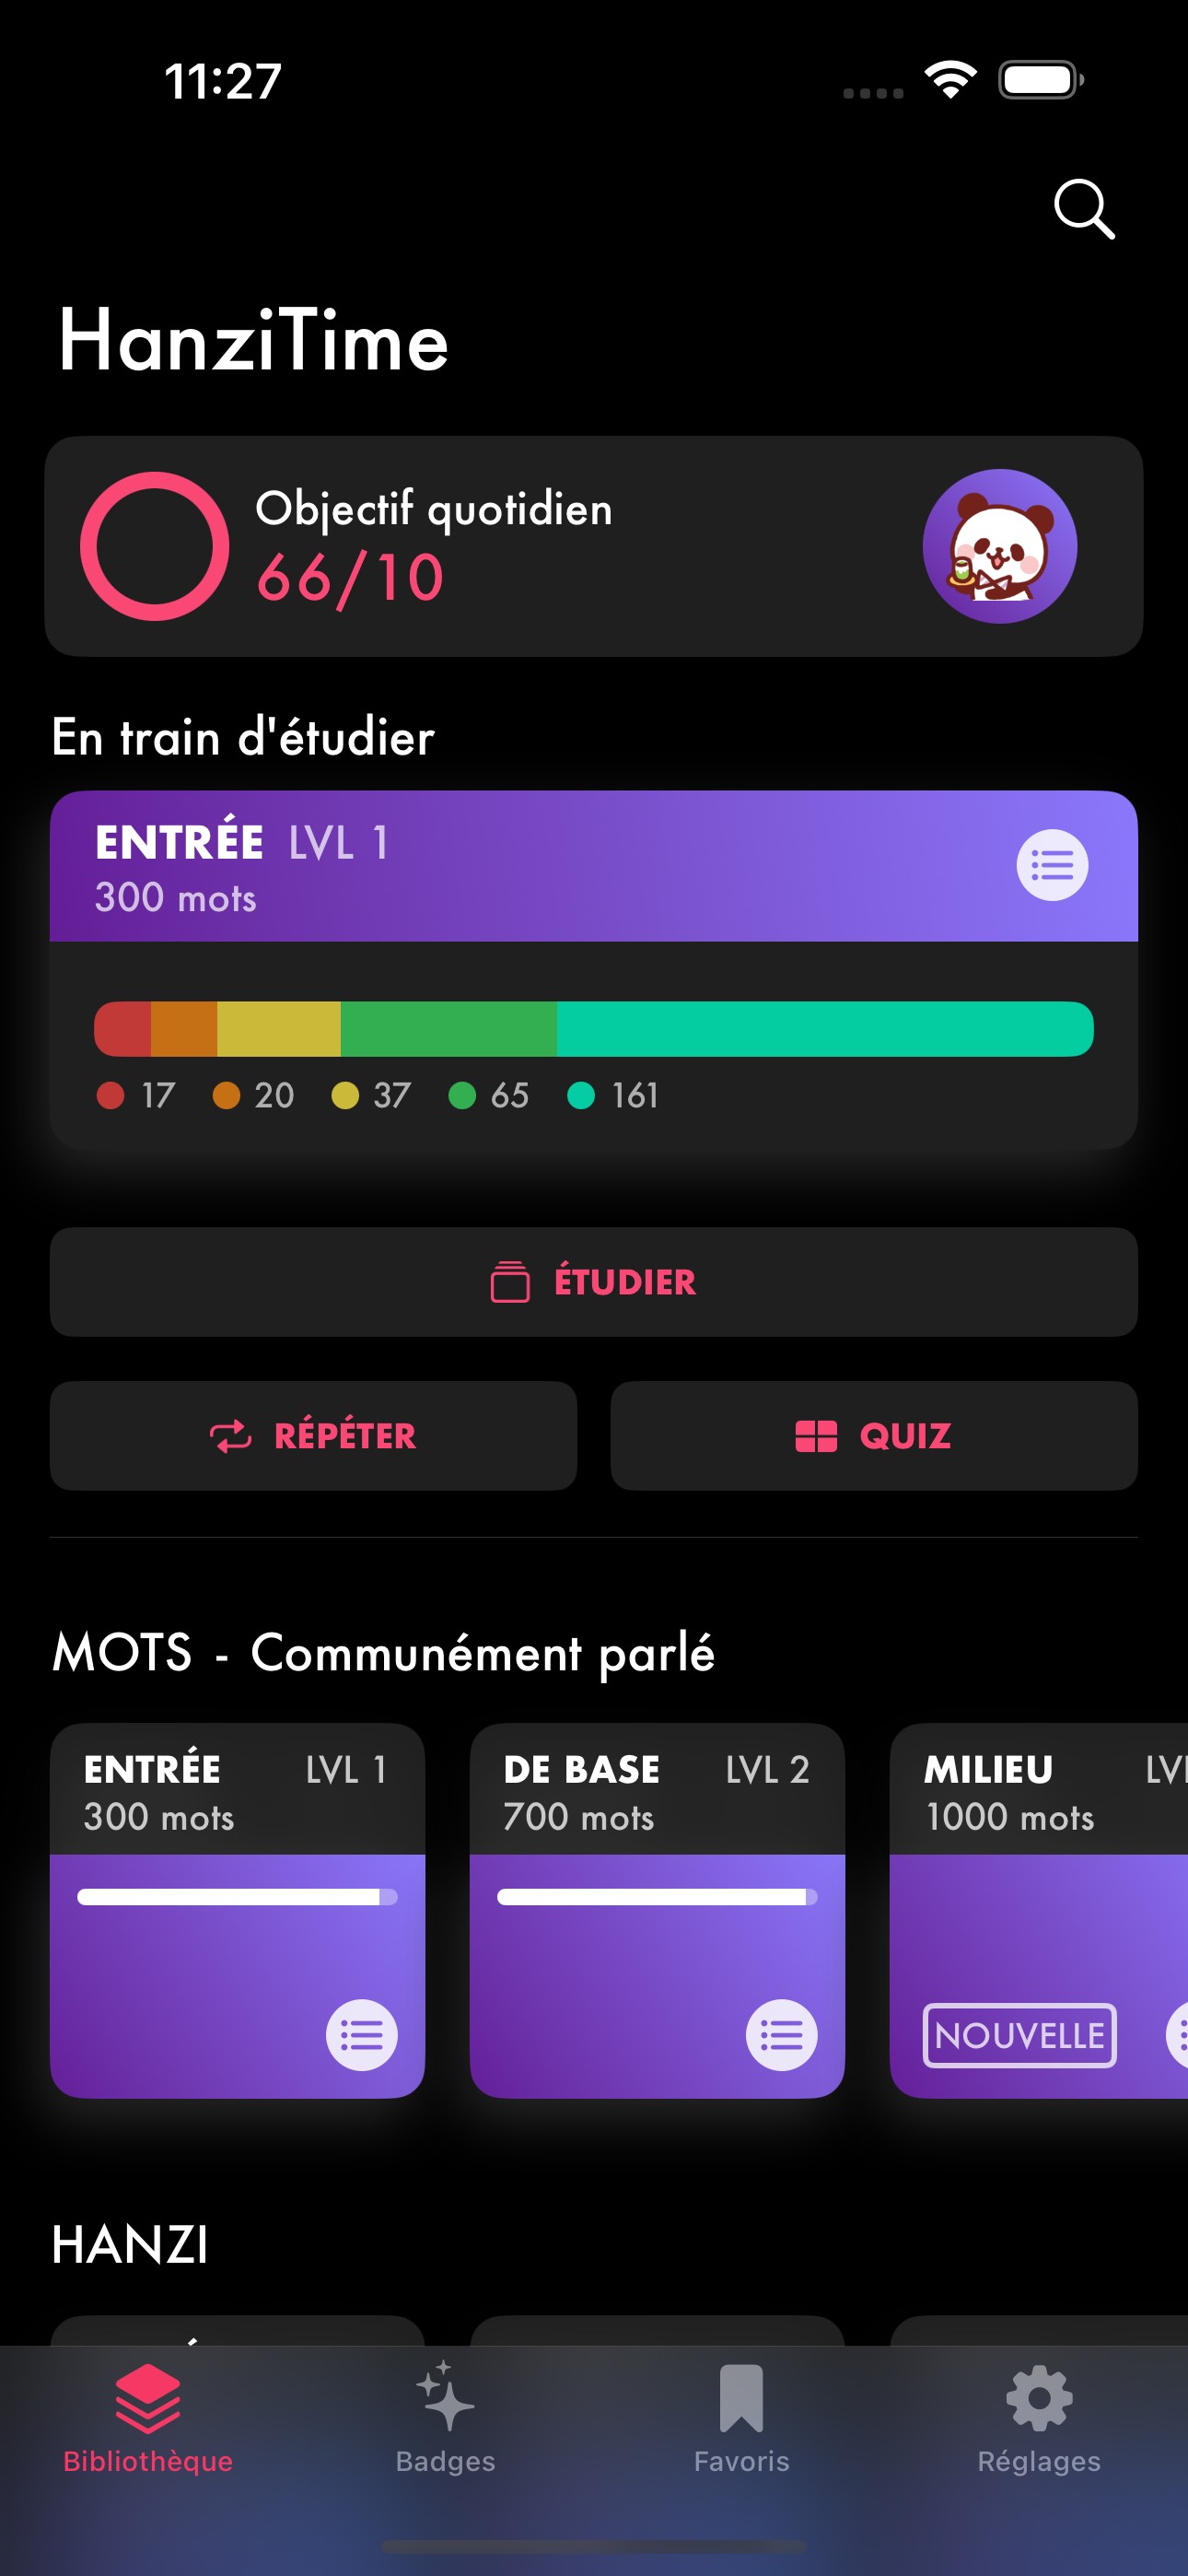 11:27
HanziTime
Objectif quotidien
66/10
En train d'étudier
ENTRÉE LVL 1
300 mots
17 20 37 65 161
ÉTUDIER
RÉPÉTER QUIZ
MOTS - Communément parlé
ENTRÉE LVL 1 DE BASE LVL 2 MILIEU
300 mots 700 mots 1000 mots
NOUVELLE
HANZI
Bibliothèque Badges Favoris Réglages